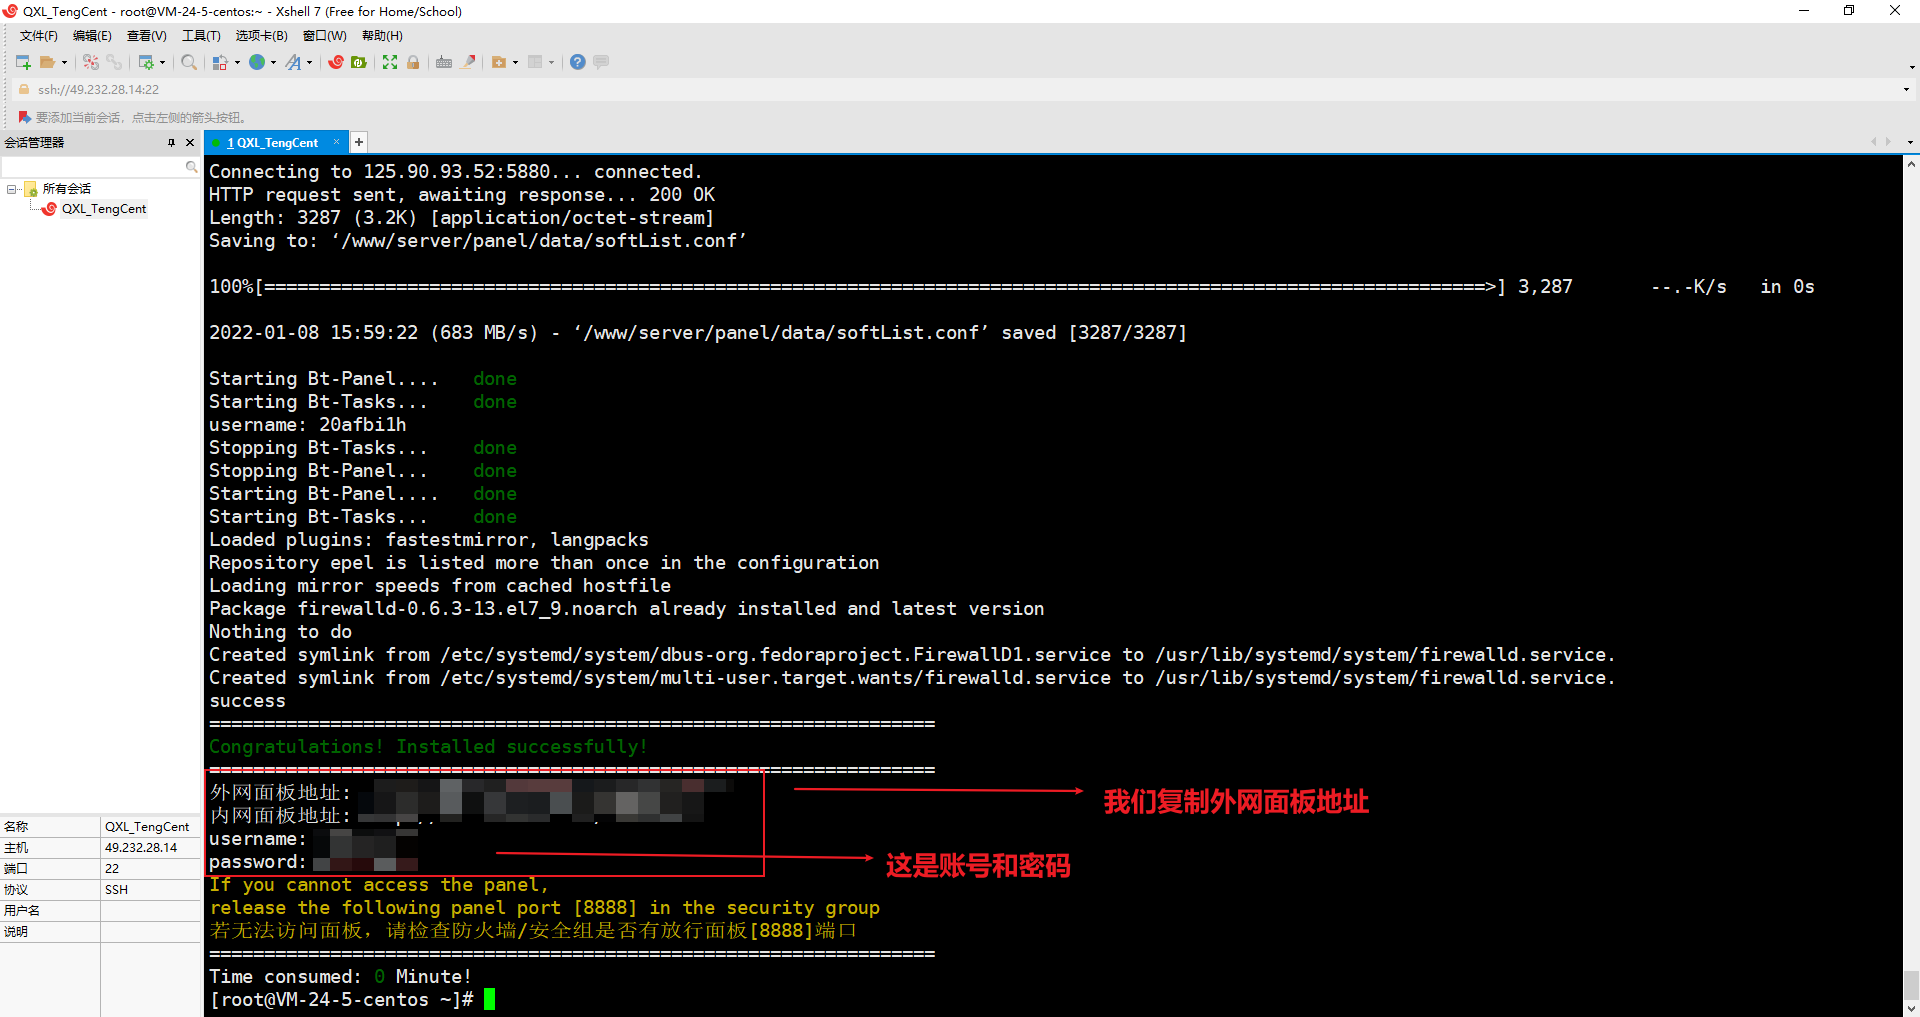 QXL_TengCent - root@VM-24-5-centos:~ - Xshell 7 (Free for Home/School)
文件(F) 编辑(E) 查看(V) 工具(T) 选项卡(B) 窗口(W) 帮助(H)
ssh://49.232.28.14:22
要添加当前会话，点击左侧的箭头按钮。
会话管理器
1 QXL_TengCent
所有会话
QXL_TengCent
Connecting to 125.90.93.52:5880... connected.
HTTP request sent, awaiting response... 200 OK
Length: 3287 (3.2K) [application/octet-stream]
Saving to: ‘/www/server/panel/data/softList.conf’
100%[===============================================================================================================>] 3,287       --.-K/s   in 0s
2022-01-08 15:59:22 (683 MB/s) - ‘/www/server/panel/data/softList.conf’ saved [3287/3287]
Starting Bt-Panel....   done
Starting Bt-Tasks...    done
username: 20afbi1h
Stopping Bt-Tasks...    done
Stopping Bt-Panel...    done
Starting Bt-Panel....   done
Starting Bt-Tasks...    done
Loaded plugins: fastestmirror, langpacks
Repository epel is listed more than once in the configuration
Loading mirror speeds from cached hostfile
Package firewalld-0.6.3-13.el7_9.noarch already installed and latest version
Nothing to do
Created symlink from /etc/systemd/system/dbus-org.fedoraproject.FirewallD1.service to /usr/lib/systemd/system/firewalld.service.
Created symlink from /etc/systemd/system/multi-user.target.wants/firewalld.service to /usr/lib/systemd/system/firewalld.service.
success
==================================================================
Congratulations! Installed successfully!
==================================================================
外网面板地址:
内网面板地址:
username:
password:
我们复制外网面板地址
这是账号和密码
If you cannot access the panel,
release the following panel port [8888] in the security group
若无法访问面板，请检查防火墙/安全组是否有放行面板[8888]端口
==================================================================
Time consumed: 0 Minute!
[root@VM-24-5-centos ~]#
名称 QXL_TengCent
主机 49.232.28.14
端口 22
协议 SSH
用户名
说明